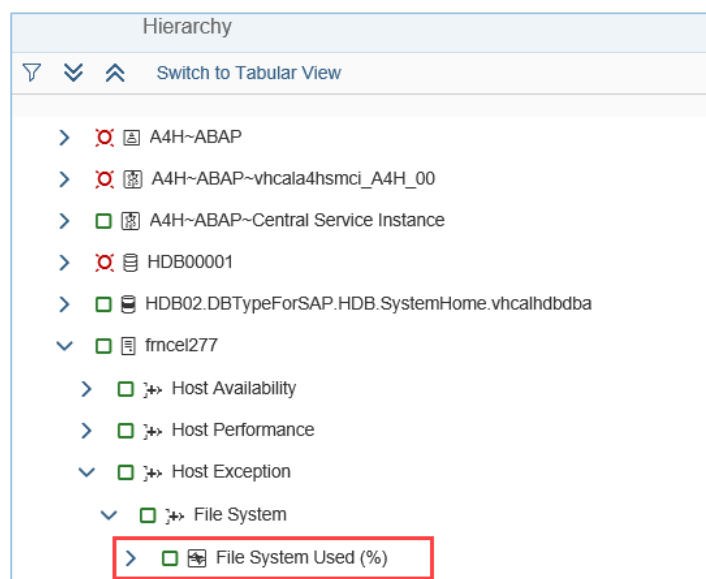 Hierarchy
Switch to Tabular View
A4H~ABAP
A4H~ABAP~vhcala4hsmci_A4H_00
A4H~ABAP~Central Service Instance
HDB00001
HDB02.DBTypeForSAP.HDB.SystemHome.vhcalhdbdba
frncel277
Host Availability
Host Performance
Host Exception
File System
File System Used (%)